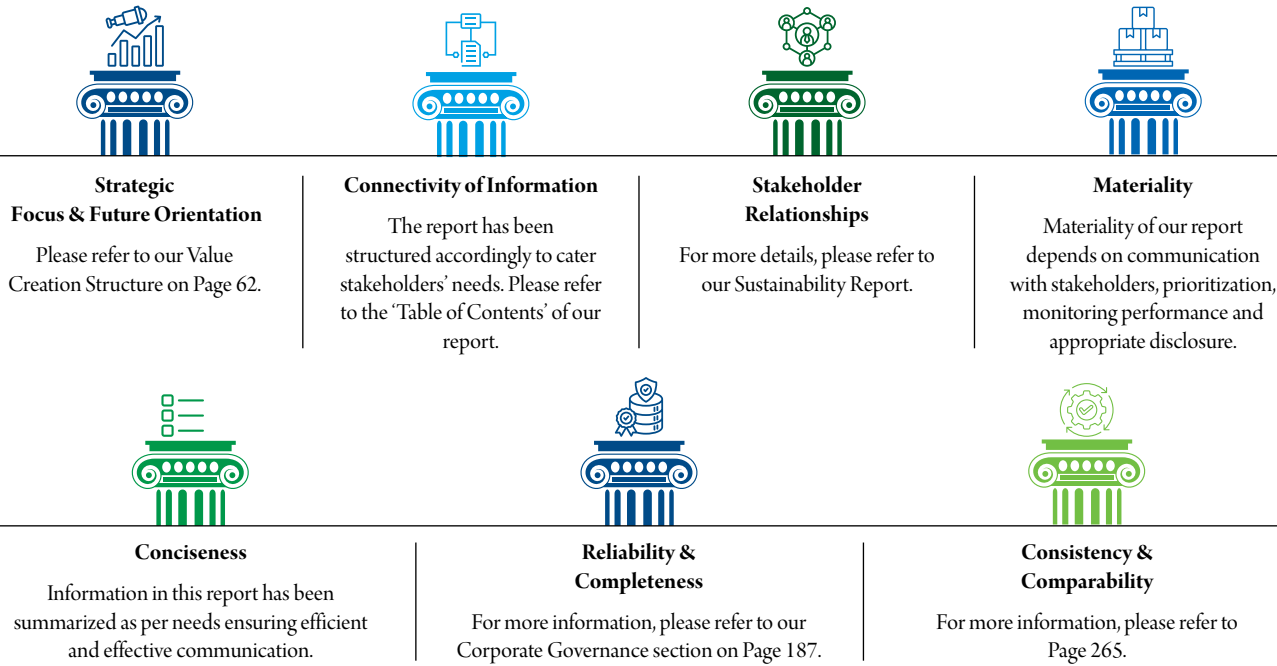 Strategic
Focus & Future Orientation
Please refer to our Value
Creation Structure on Page 62.
Connectivity of Information
The report has been
structured accordingly to cater
stakeholders’ needs. Please refer
to the ‘Table of Contents’ of our
report.
Stakeholder
Relationships
For more details, please refer to
our Sustainability Report.
Materiality
Materiality of our report
depends on communication
with stakeholders, prioritization,
monitoring performance and
appropriate disclosure.
Conciseness
Information in this report has been
summarized as per needs ensuring efficient
and effective communication.
Reliability &
Completeness
For more information, please refer to our
Corporate Governance section on Page 187.
Consistency &
Comparability
For more information, please refer to
Page 265.